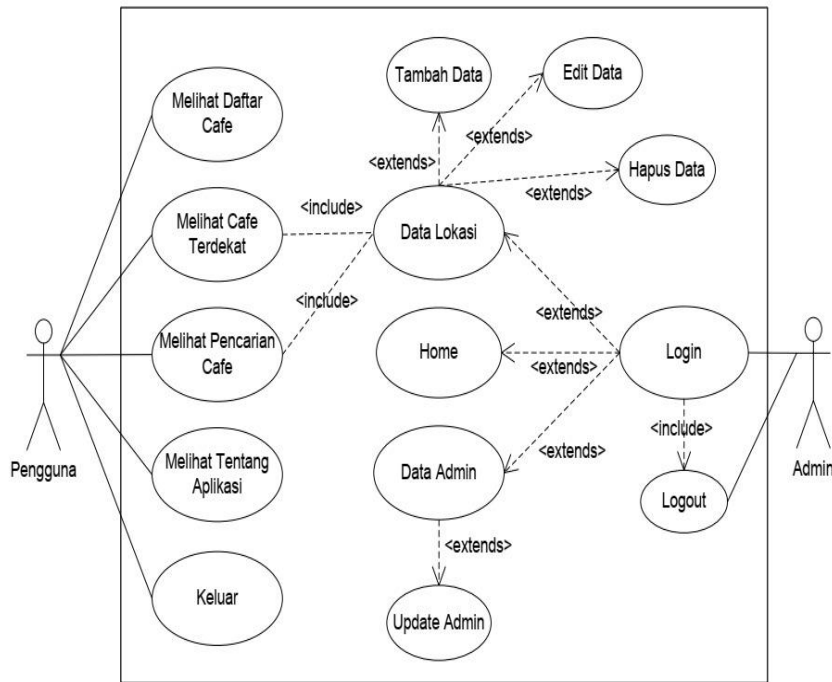 Tambah Data
Edit Data
Melihat Daftar
Cafe
<extends>
<extends>
Hapus Data
<extends>
Melihat Cafe
Terdekat
<include>
Data Lokasi
<include>
<extends>
Melihat Pencarian
Cafe
Home
<extends>
Login
<include>
Pengguna
Melihat Tentang
Aplikasi
Data Admin
<extends>
Admin
Logout
<extends>
Keluar
Update Admin